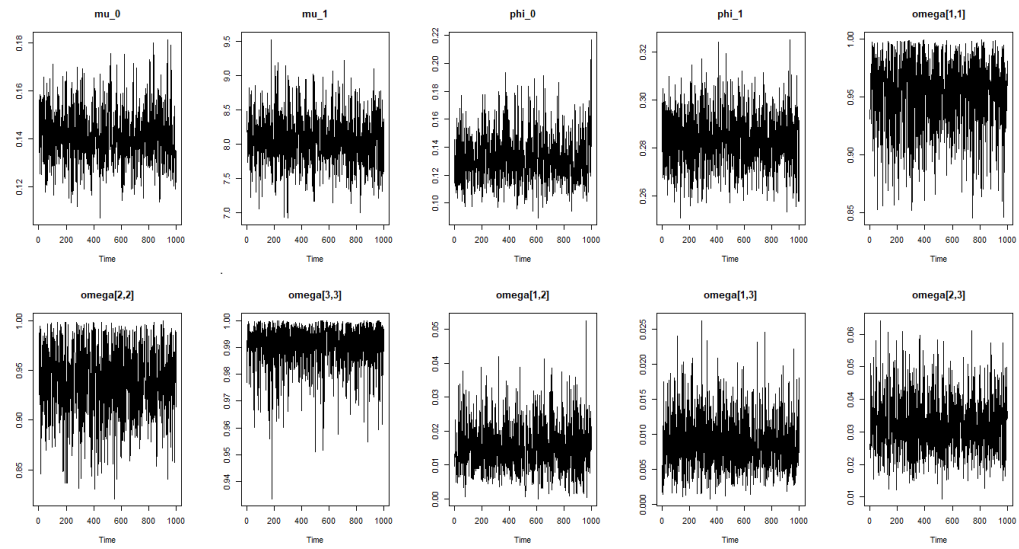 mu_0 mu_1 phi_0 phi_1 omega[1,1]
0.18 0.16 0.14 0.12
9.5 9.0 8.5 8.0 7.5 7.0
0.22 0.20 0.18 0.16 0.14 0.12 0.10
0.32 0.30 0.28 0.26
1.00 0.95 0.90 0.85
0 200 400 600 800 1000 0 200 400 600 800 1000 0 200 400 600 800 1000 0 200 400 600 800 1000 0 200 400 600 800 1000
Time Time Time Time Time
omega[2,2] omega[3,3] omega[1,2] omega[1,3] omega[2,3]
1.00 0.95 0.90 0.85
1.00 0.99 0.98 0.97 0.96 0.95 0.94
0.05 0.04 0.03 0.02 0.01 0.00
0.025 0.020 0.015 0.010 0.005 0.000
0.06 0.05 0.04 0.03 0.02 0.01
0 200 400 600 800 1000 0 200 400 600 800 1000 0 200 400 600 800 1000 0 200 400 600 800 1000 0 200 400 600 800 1000
Time Time Time Time Time